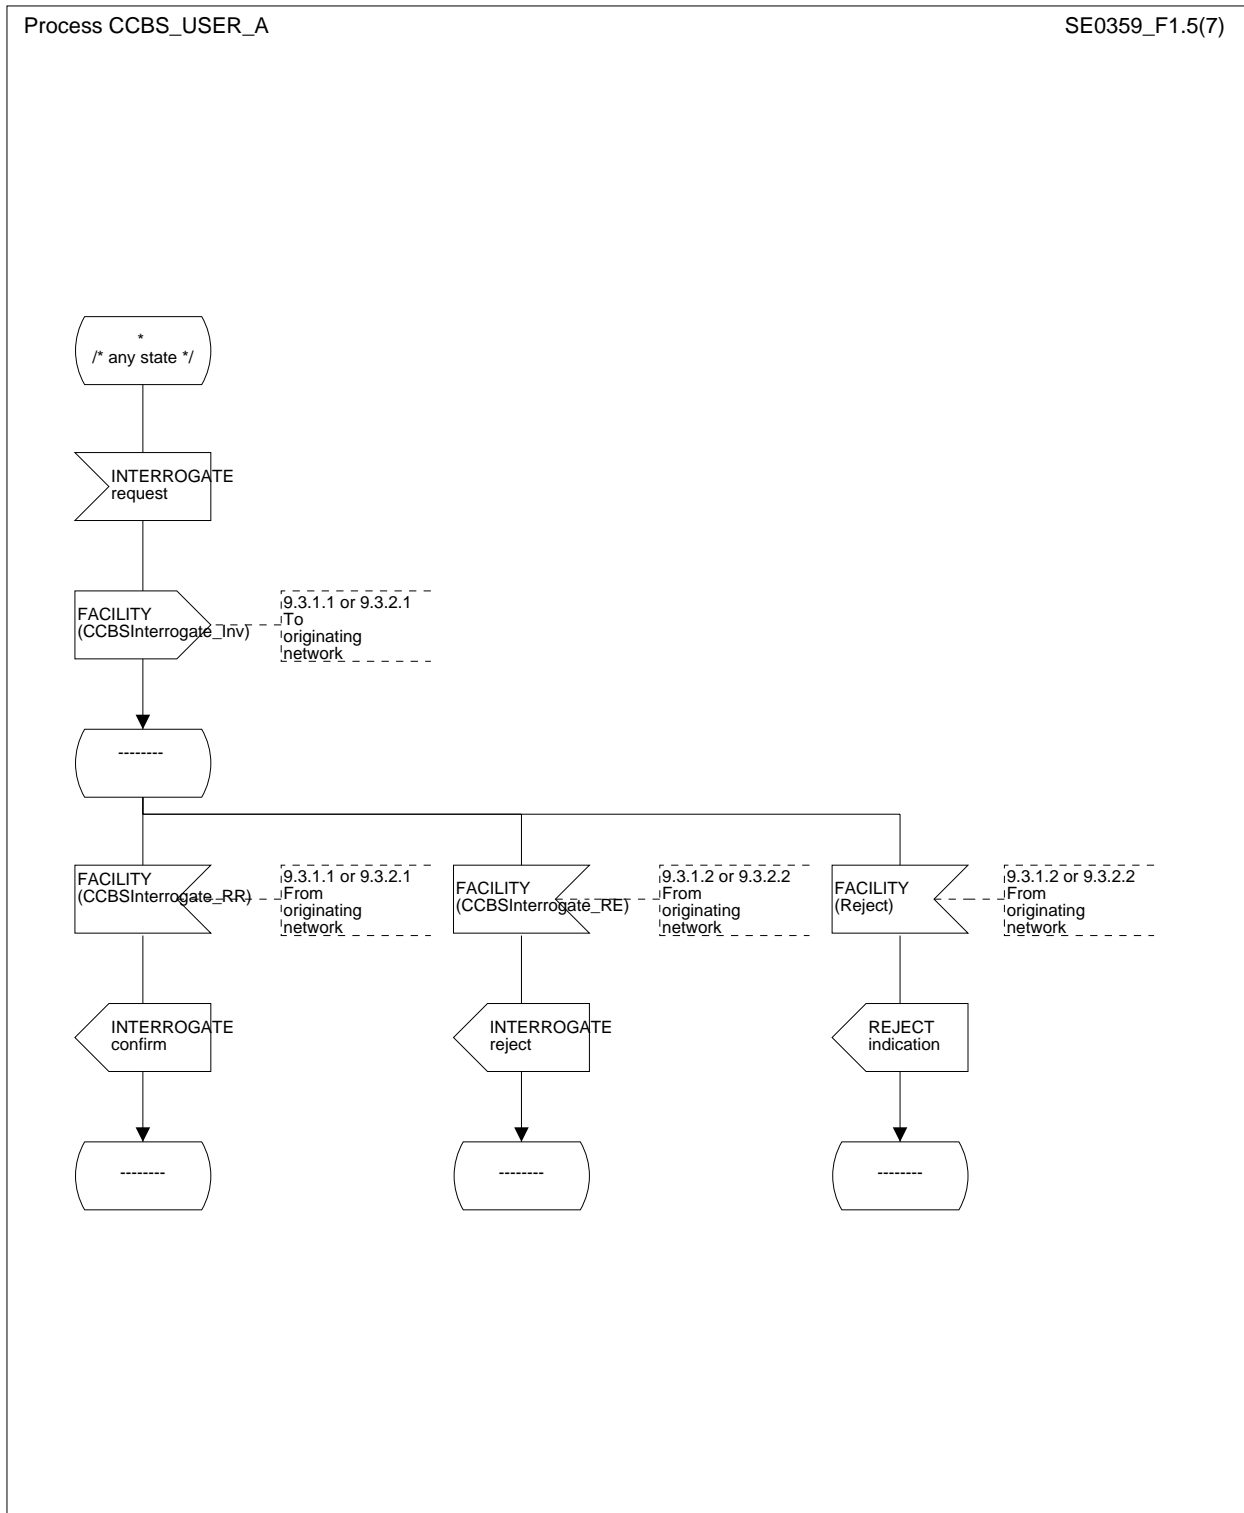 Process CCBS_USER_A
SE0359_F1.5(7)
*
/* any state */
INTERROGATE
request
FACILITY
(CCBSInterrogate_Inv)
9.3.1.1 or 9.3.2.1
To
originating
network
--------
FACILITY
(CCBSInterrogate_RR)
9.3.1.1 or 9.3.2.1
From
originating
network
FACILITY
(CCBSInterrogate_RE)
9.3.1.2 or 9.3.2.2
From
originating
network
FACILITY
(Reject)
9.3.1.2 or 9.3.2.2
From
originating
network
INTERROGATE
confirm
INTERROGATE
reject
REJECT
indication
--------
--------
--------